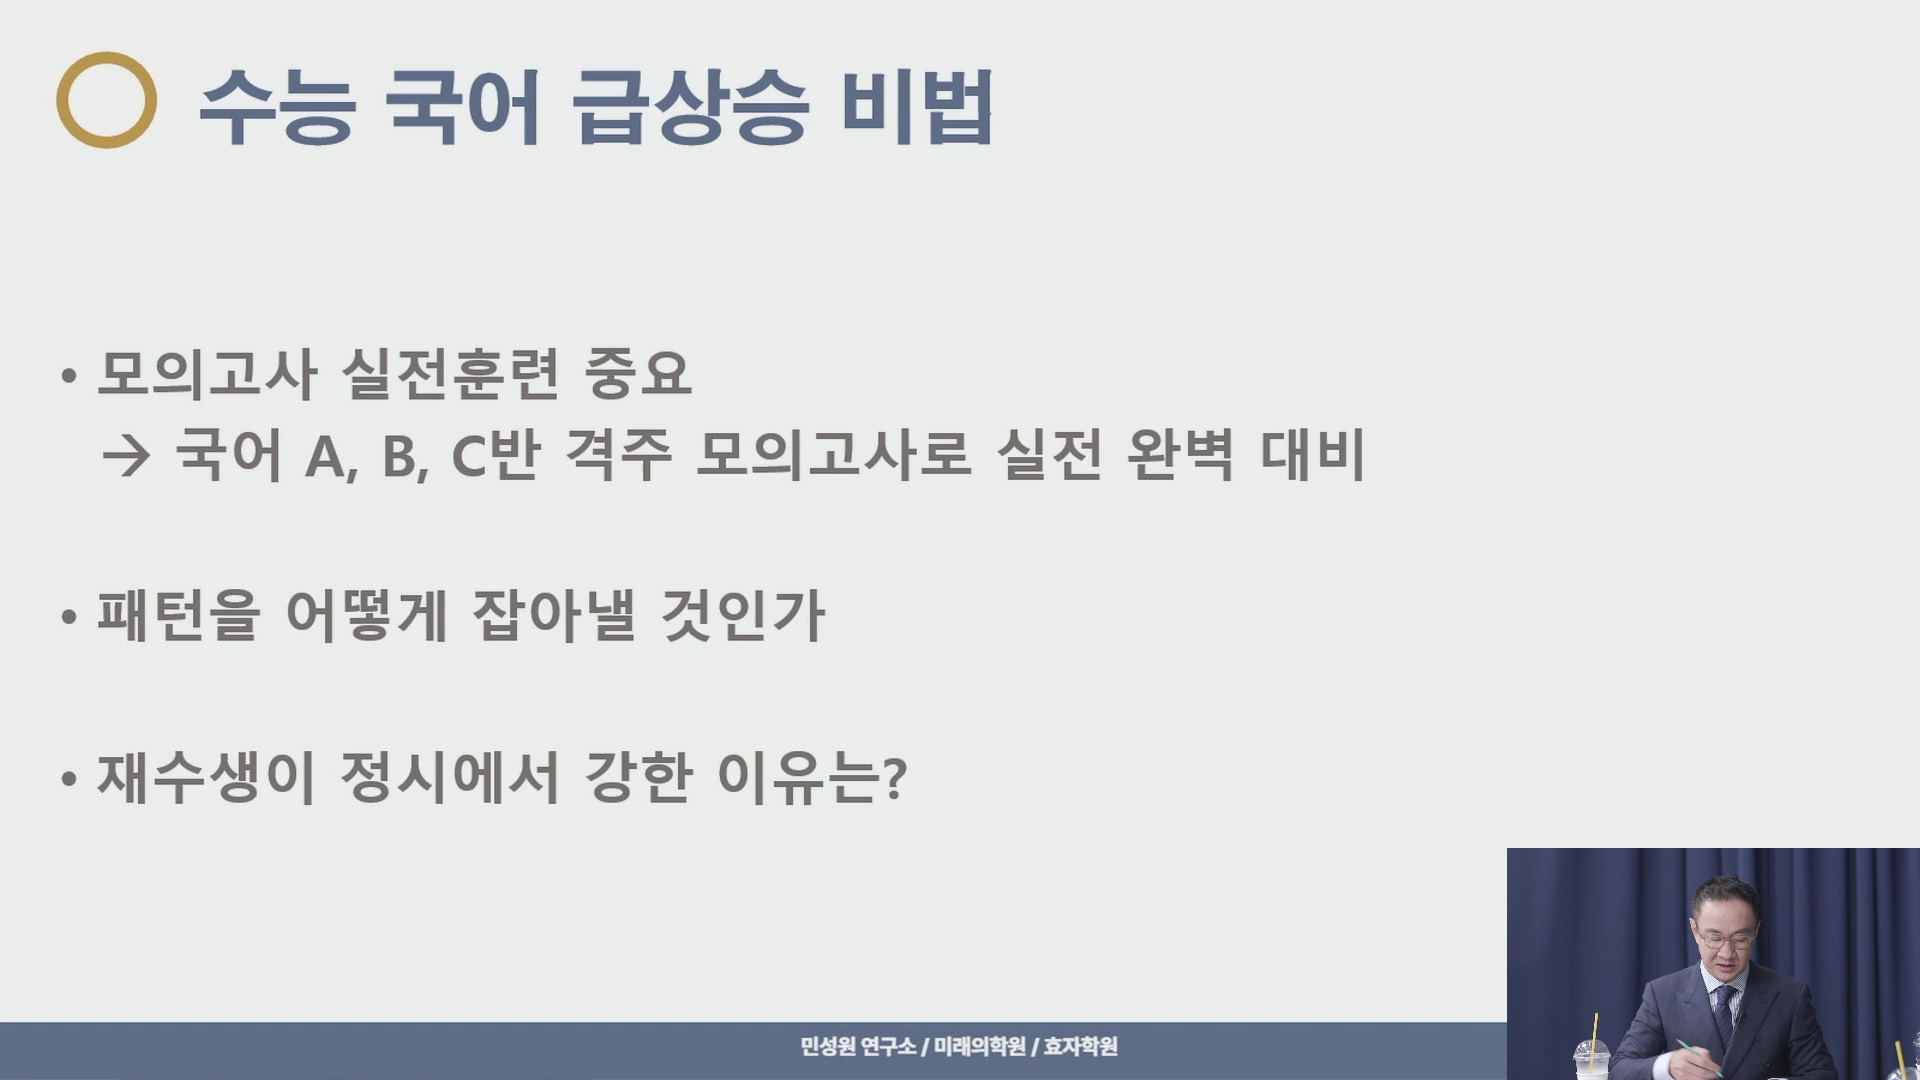 수능 국어 급상승 비법
• 모의고사 실전훈련 중요
→ 국어 A, B, C반 격주 모의고사로 실전 완벽 대비
• 패턴을 어떻게 잡아낼 것인가
• 재수생이 정시에서 강한 이유는?
민성원 연구소 / 미래의학원 / 효자학원